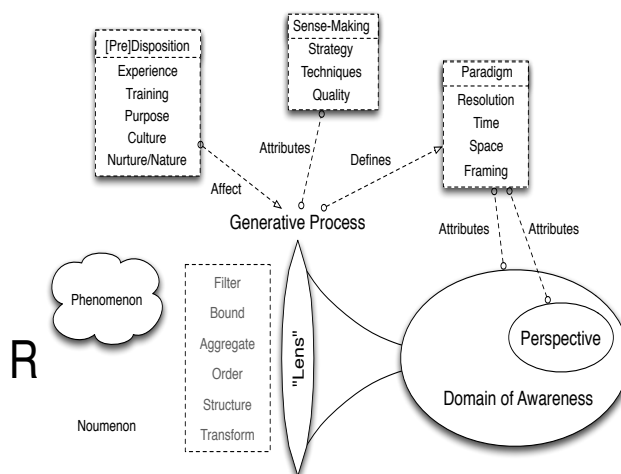 [Pre]Disposition
Experience
Training
Purpose
Culture
Nurture/Nature
Sense-Making
Strategy
Techniques
Quality
Paradigm
Resolution
Time
Space
Framing
Affect
Attributes
Defines
Generative Process
Attributes
Attributes
Phenomenon
R
Noumenon
Filter
Bound
Aggregate
Order
Structure
Transform
"Lens"
Perspective
Domain of Awareness